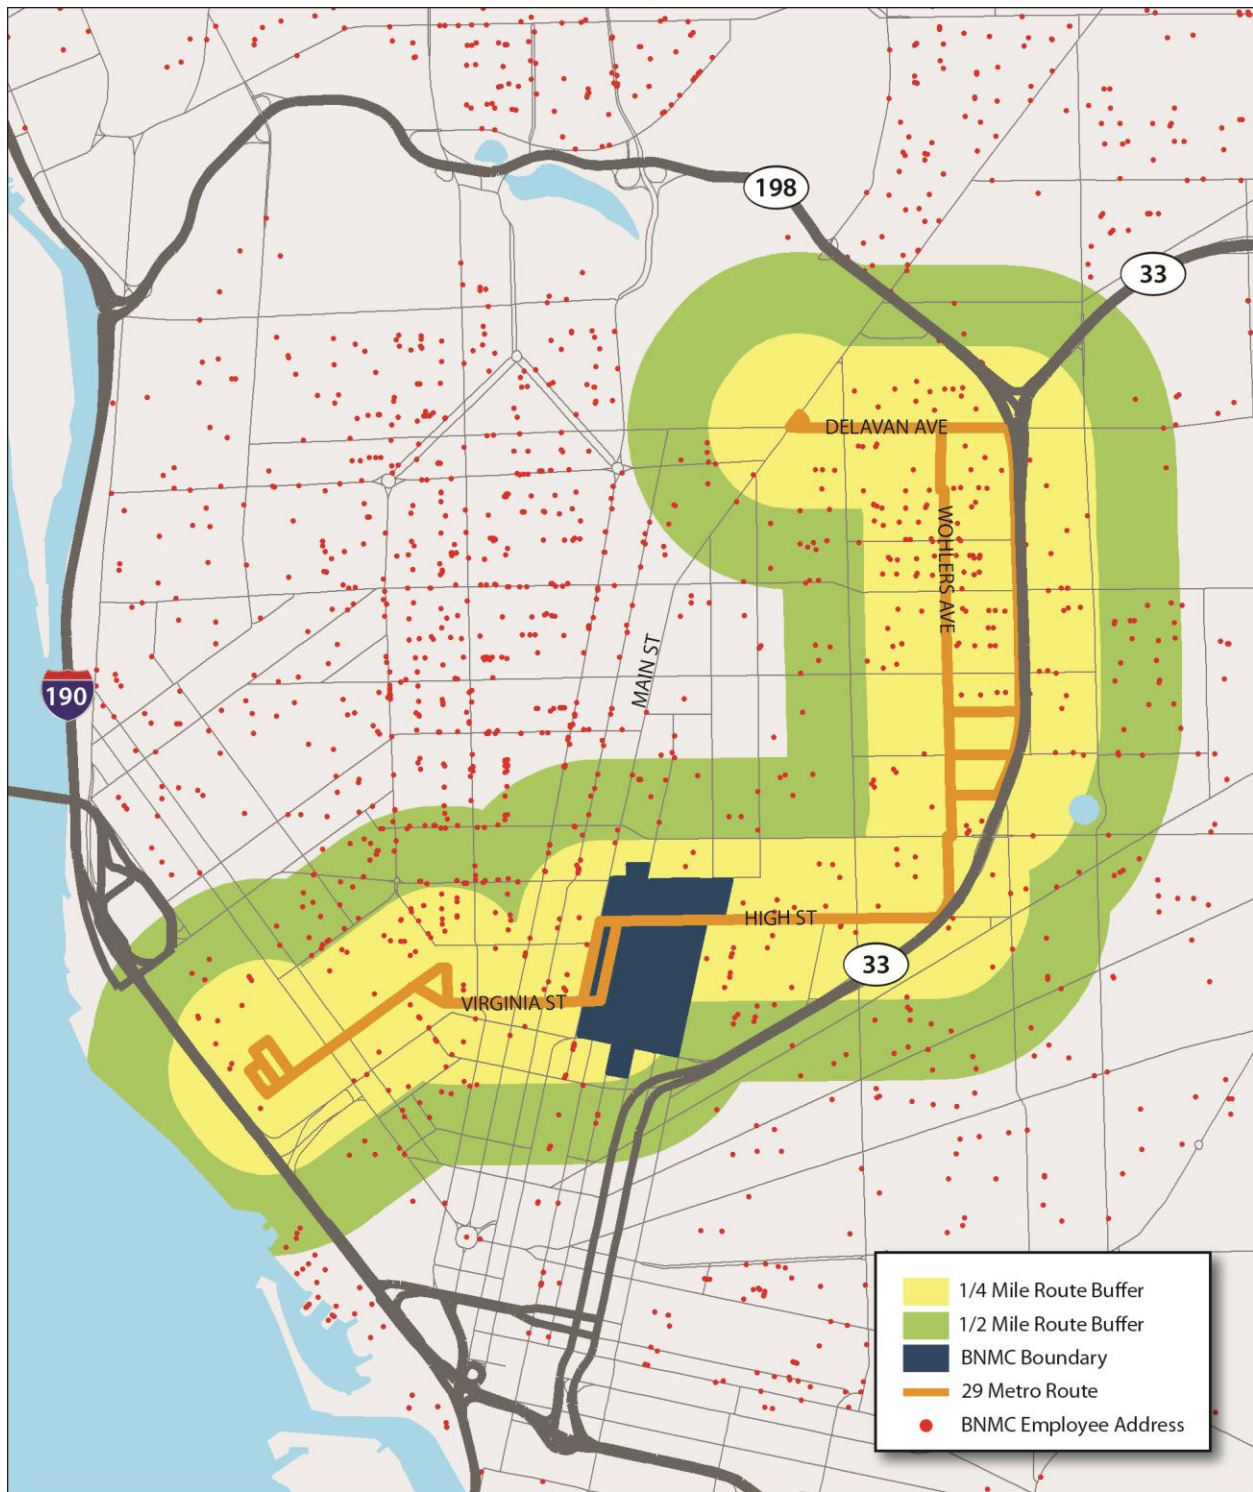 198
33
DELAVAN AVE
WOHLERS AVE
MAIN ST
190
HIGH ST
33
VIRGINIA ST
1/4 Mile Route Buffer
1/2 Mile Route Buffer
BNMC Boundary
29 Metro Route
BNMC Employee Address